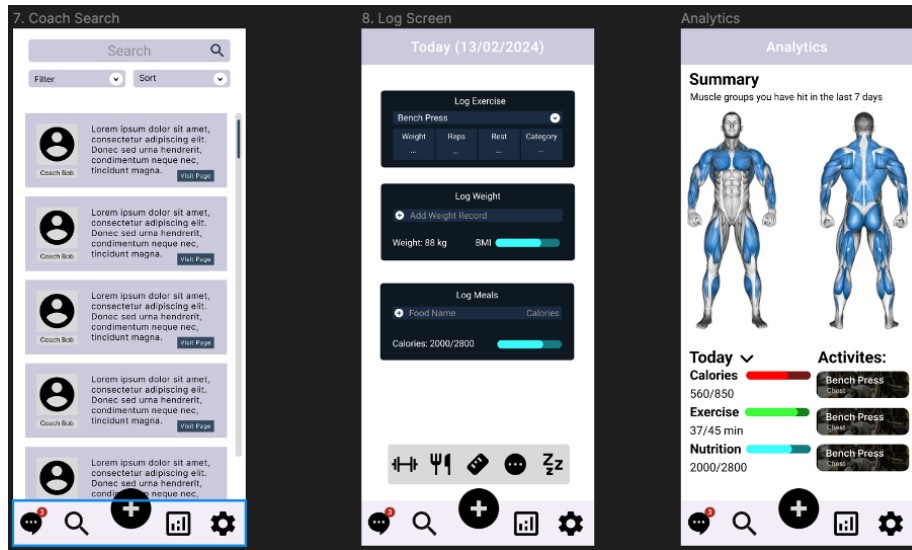 7. Coach Search
Search
Filter
Sort
Lorem ipsum dolor sit amet,
consectetur adipiscing elit.
Donec sed urna hendrerit,
condimentum neque nec,
tincidunt magna.
Coach Bob
Visit Page
Lorem ipsum dolor sit amet,
consectetur adipiscing elit.
Donec sed urna hendrerit,
condimentum neque nec,
tincidunt magna.
Coach Bob
Visit Page
Lorem ipsum dolor sit amet,
consectetur adipiscing elit.
Donec sed urna hendrerit,
condimentum neque nec,
tincidunt magna.
Coach Bob
Visit Page
Lorem ipsum dolor sit amet,
consectetur adipiscing elit.
Donec sed urna hendrerit,
condimentum neque nec,
tincidunt magna.
Coach Bob
Visit Page
Lorem ipsum dolor sit amet,
consectetur adipiscing elit.
Donec sed urna hendrerit,
neque nec,
3
8. Log Screen
Today (13/02/2024)
Log Exercise
Bench Press
Weight Reps Rest Category
... ... ... ...
Log Weight
Add Weight Record
Weight: 88 kg BMI
Log Meals
Food Name Calories
Calories: 2000/2800
Zzz
3
Analytics
Analytics
Summary
Muscle groups you have hit in the last 7 days
Today
Calories
560/850
Exercise
37/45 min
Nutrition
2000/2800
Activites:
Bench Press
Chest
Bench Press
Chest
Bench Press
Chest
3